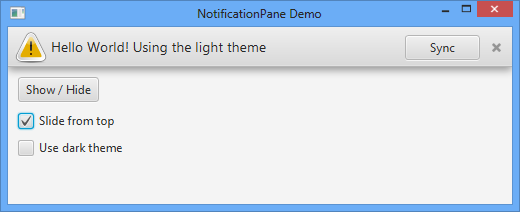 NotificationPane Demo
Hello World! Using the light theme
Sync
Show / Hide
Slide from top
Use dark theme